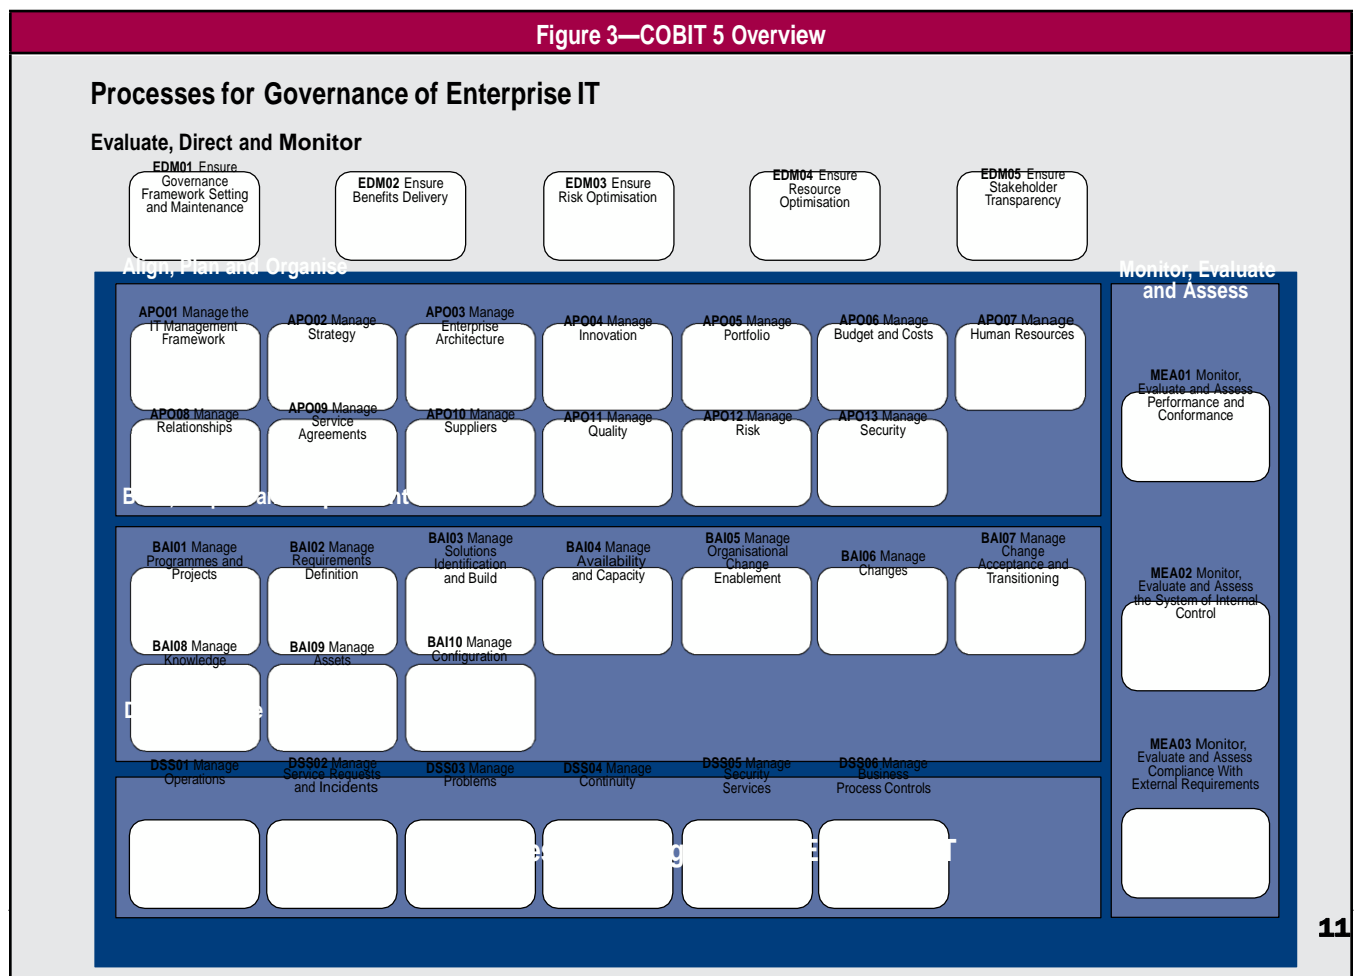 Figure 3—COBIT 5 Overview
Processes for Governance of Enterprise IT
Evaluate, Direct and Monitor
EDM01 Ensure
Governance
Framework Setting
and Maintenance
EDM02 Ensure
Benefits Delivery
EDM03 Ensure
Risk Optimisation
EDM04 Ensure
Resource
Optimisation
EDM05 Ensure
Stakeholder
Transparency
Align, Plan and Organise
Monitor, Evaluate
and Assess
APO01 Manage the
IT Management
Framework
APO02 Manage
Strategy
APO03 Manage
Enterprise
Architecture
APO04 Manage
Innovation
APO05 Manage
Portfolio
APO06 Manage
Budget and Costs
APO07 Manage
Human Resources
MEA01 Monitor,
Evaluate and Assess
Performance and
Conformance
APO08 Manage
Relationships
APO09 Manage
Service
Agreements
APO10 Manage
Suppliers
APO11 Manage
Quality
APO12 Manage
Risk
APO13 Manage
Security
BAI01 Manage
Programmes and
Projects
BAI02 Manage
Requirements
Definition
BAI03 Manage
Solutions
Identification
and Build
BAI04 Manage
Availability
and Capacity
BAI05 Manage
Organisational
Change
Enablement
BAI06 Manage
Changes
BAI07 Manage
Change
Acceptance and
Transitioning
MEA02 Monitor,
Evaluate and Assess
the System of Internal
Control
BAI08 Manage
Knowledge
BAI09 Manage
Assets
BAI10 Manage
Configuration
DSS01 Manage
Operations
DSS02 Manage
Service Requests
and Incidents
DSS03 Manage
Problems
DSS04 Manage
Continuity
DSS05 Manage
Security
Services
DSS06 Manage
Business
Process Controls
MEA03 Monitor,
Evaluate and Assess
Compliance With
External Requirements
11